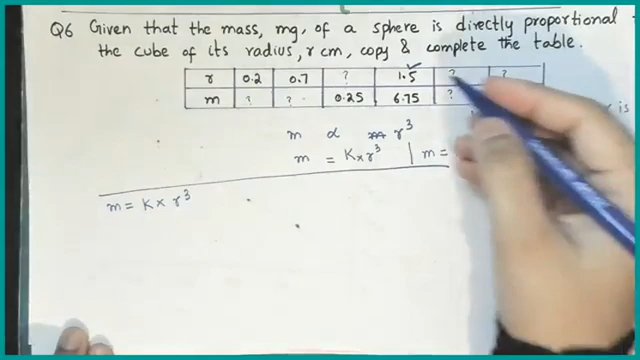 Q6 Given that the mass, mg, of a sphere is directly proportional
the cube of its radius, r cm, copy & complete the table.
r 0.2 0.7 ? 1.5 ? ?
m ? ? 0.25 6.75 ?
is
m ∝ r³
m = K×r³ | m =
m = K × r³